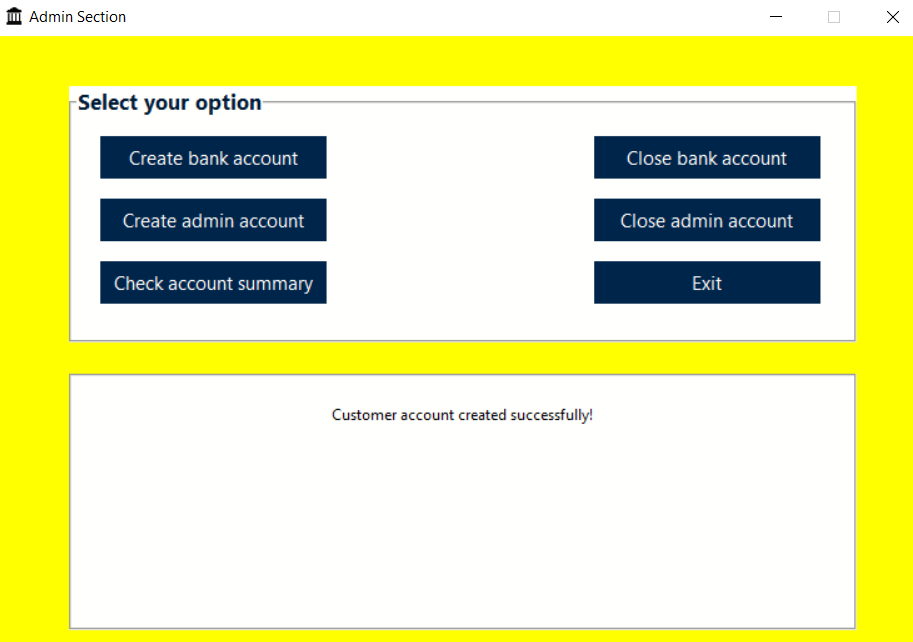 Admin Section
Select your option
Create bank account
Close bank account
Create admin account
Close admin account
Check account summary
Exit
Customer account created successfully!